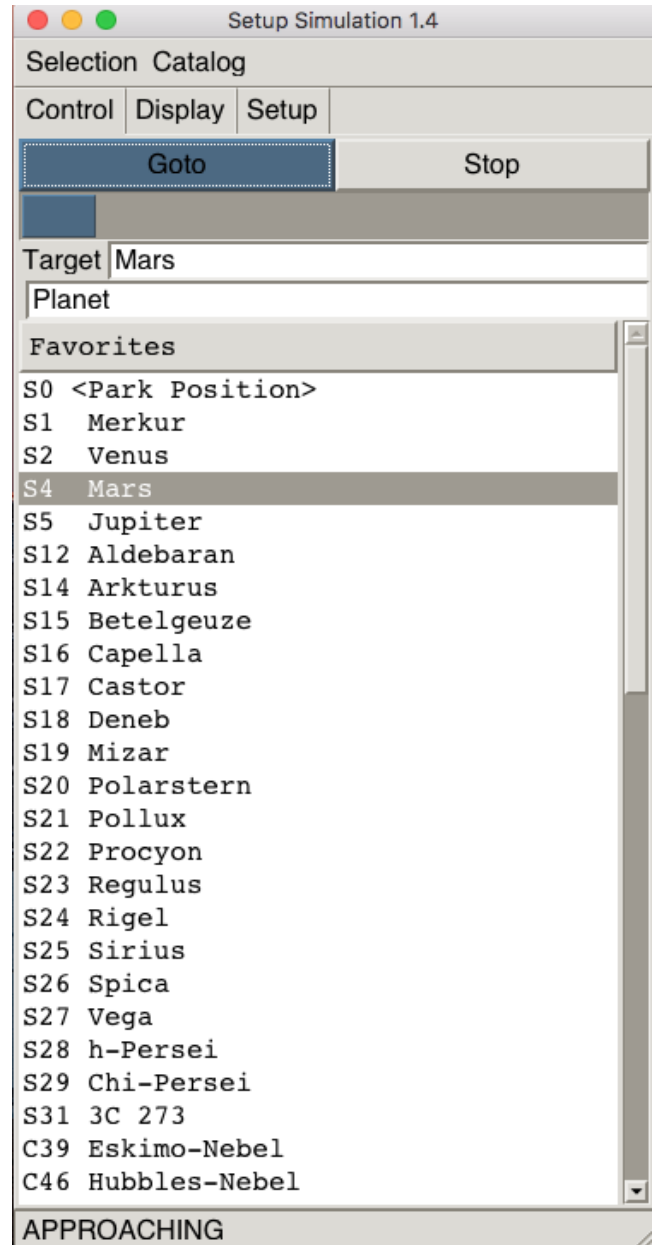 Setup Simulation 1.4
Selection Catalog
Control Display Setup
Goto Stop
Target Mars
Planet
Favorites
S0 <Park Position>
S1 Merkur
S2 Venus
S4 Mars
S5 Jupiter
S12 Aldebaran
S14 Arkturus
S15 Betelgeuze
S16 Capella
S17 Castor
S18 Deneb
S19 Mizar
S20 Polarstern
S21 Pollux
S22 Procyon
S23 Regulus
S24 Rigel
S25 Sirius
S26 Spica
S27 Vega
S28 h-Persei
S29 Chi-Persei
S31 3C 273
C39 Eskimo-Nebel
C46 Hubbles-Nebel
APPROACHING